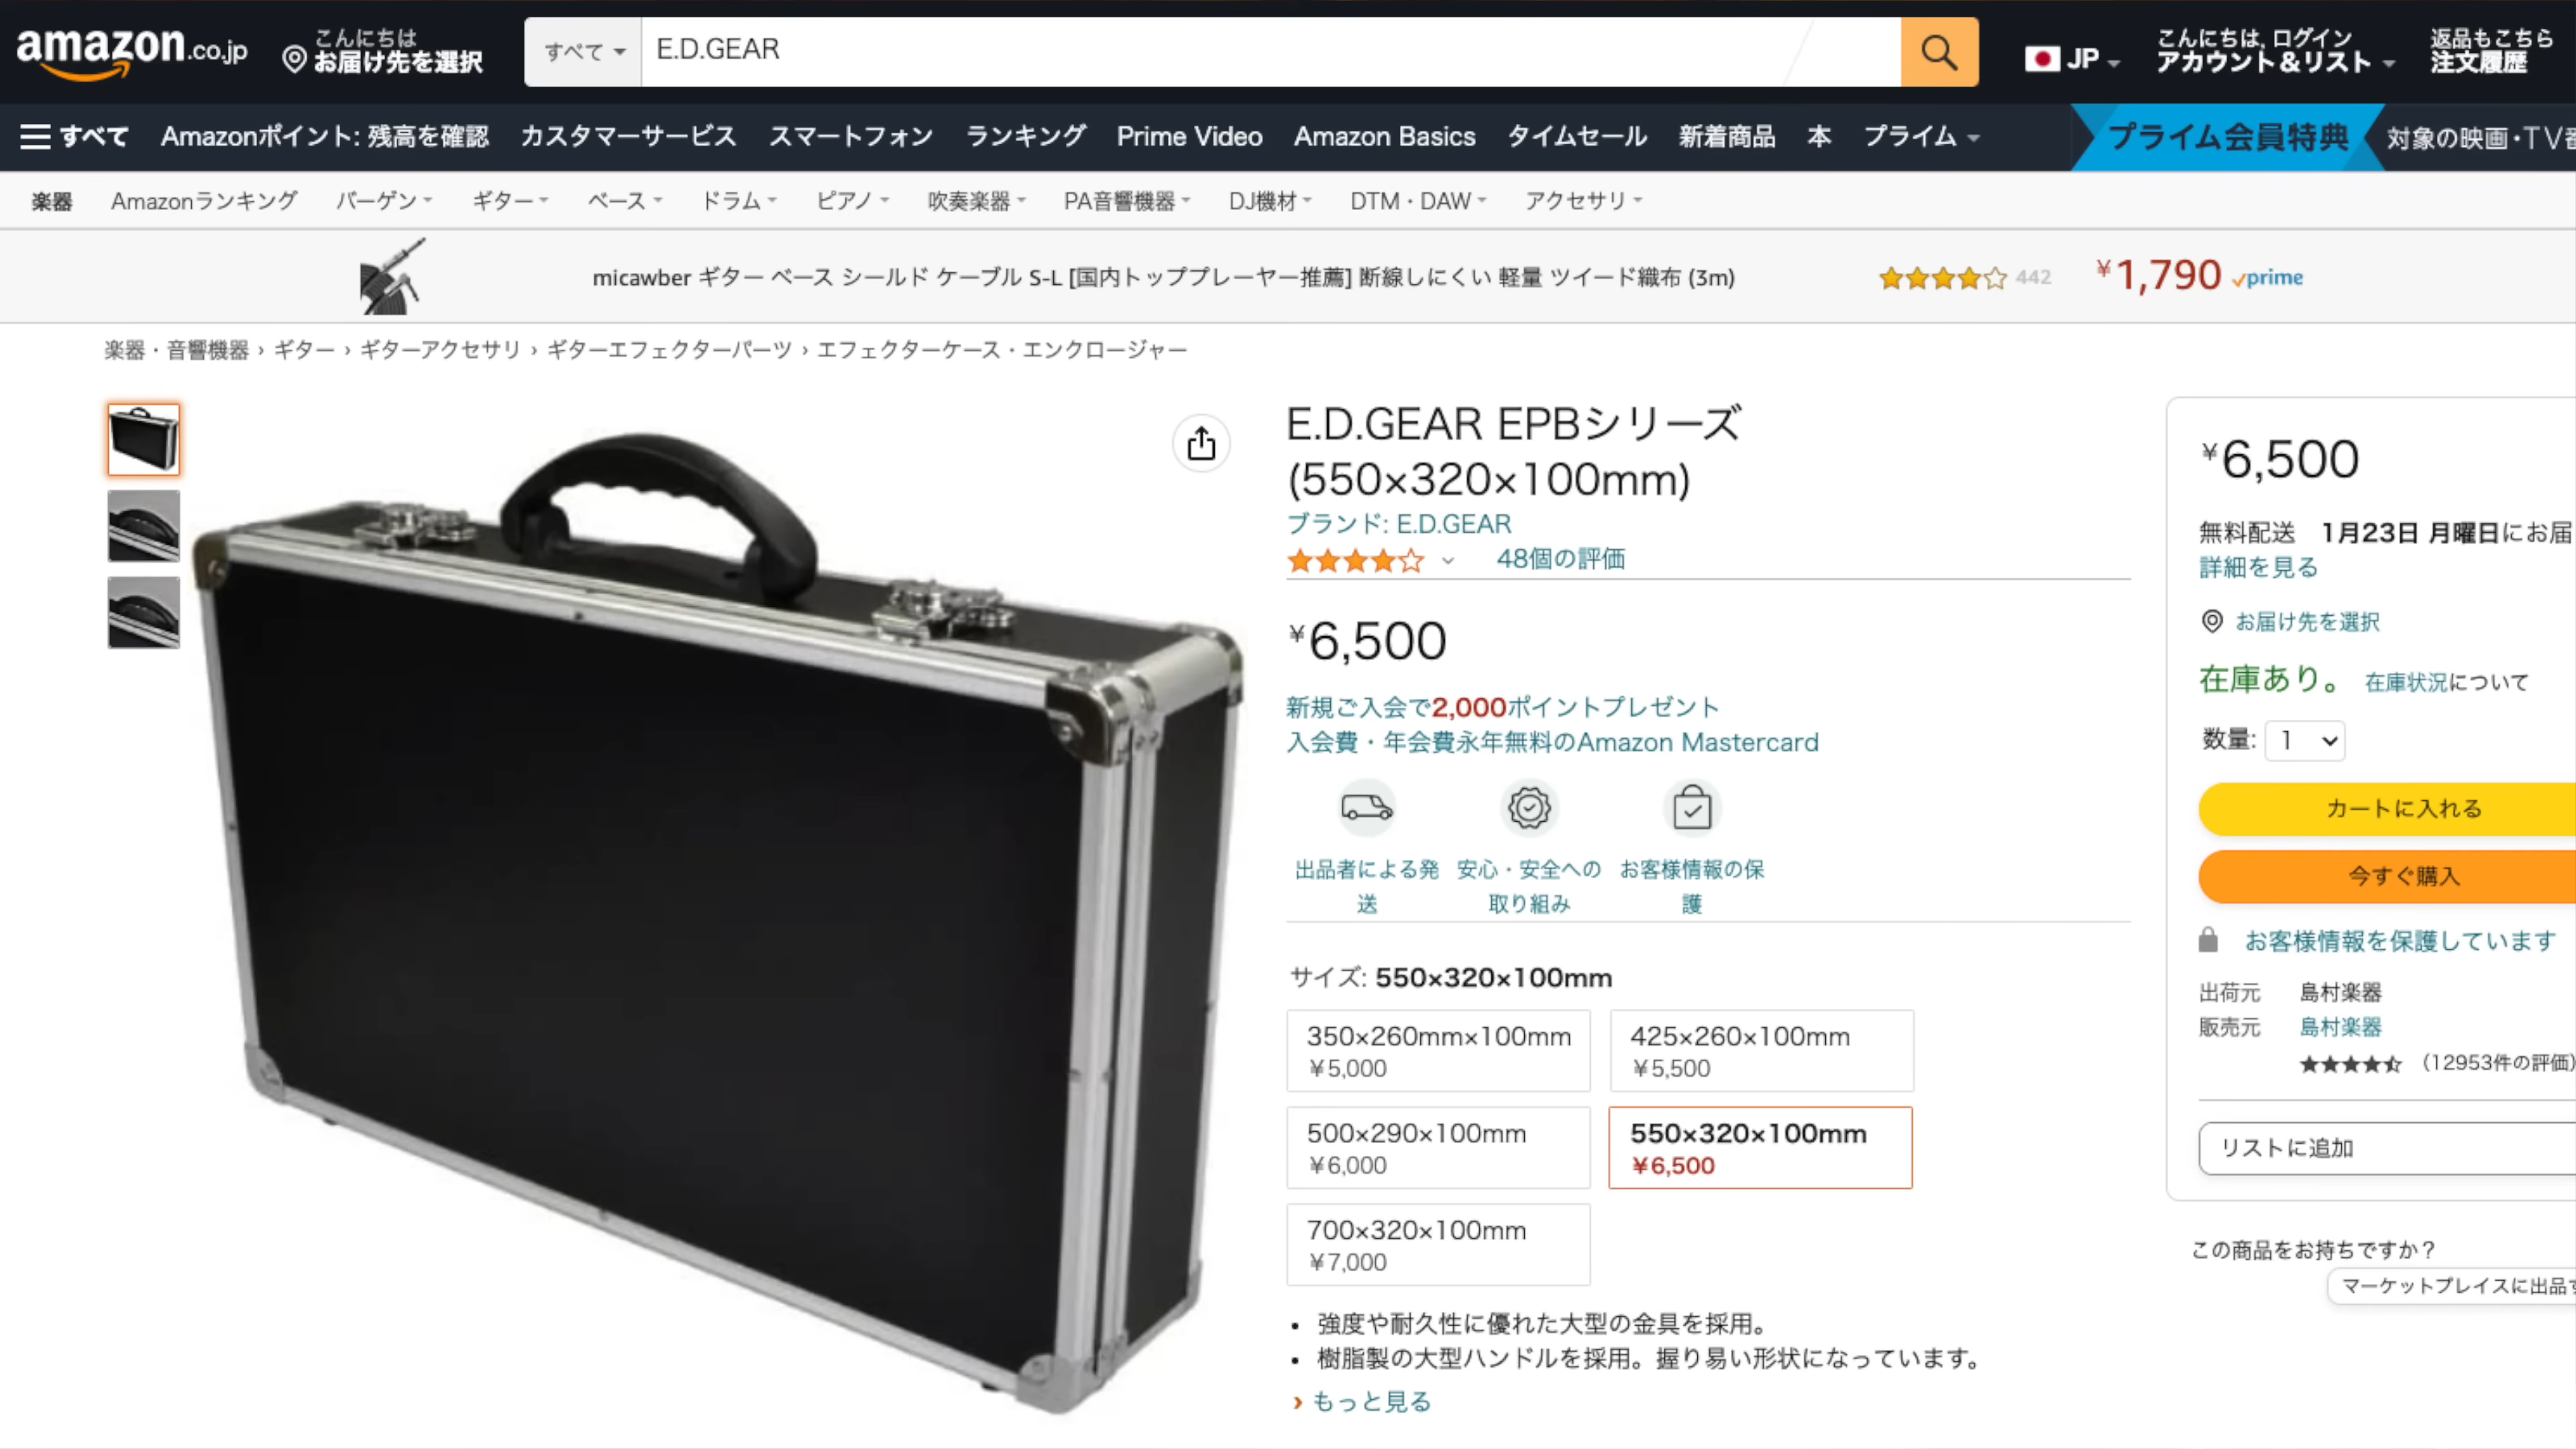 amazon.co.jp
こんにちは
お届け先を選択
すべて
E.D.GEAR
JP
こんにちは, ログイン
アカウント＆リスト
返品もこちら
注文履歴
すべて
Amazonポイント: 残高を確認
カスタマーサービス
スマートフォン
ランキング
Prime Video
Amazon Basics
タイムセール
新着商品
本
プライム
プライム会員特典
対象の映画・TV
楽器
Amazonランキング
バーゲン
ギター
ベース
ドラム
ピアノ
吹奏楽器
PA音響機器
DJ機材
DTM・DAW
アクセサリ
micawber ギター ベース シールド ケーブル S-L [国内トッププレーヤー推薦] 断線しにくい 軽量 ツイード織布 (3m)
442
¥1,790 prime
楽器・音響機器 › ギター › ギターアクセサリ › ギターエフェクターパーツ › エフェクターケース・エンクロージャー
E.D.GEAR EPBシリーズ
(550×320×100mm)
ブランド: E.D.GEAR
48個の評価
¥6,500
新規ご入会で2,000ポイントプレゼント
入会費・年会費永年無料のAmazon Mastercard
出品者による発
送
安心・安全への
取り組み
お客様情報の保
護
サイズ: 550×320×100mm
350×260mm×100mm
¥5,000
425×260×100mm
¥5,500
500×290×100mm
¥6,000
550×320×100mm
¥6,500
700×320×100mm
¥7,000
• 強度や耐久性に優れた大型の金具を採用。
• 樹脂製の大型ハンドルを採用。握り易い形状になっています。
› もっと見る
¥6,500
無料配送 1月23日 月曜日にお届
詳細を見る
お届け先を選択
在庫あり。 在庫状況について
数量: 1
カートに入れる
今すぐ購入
お客様情報を保護しています
出荷元 島村楽器
販売元 島村楽器
(12953件の評価)
リストに追加
この商品をお持ちですか？
マーケットプレイスに出品す